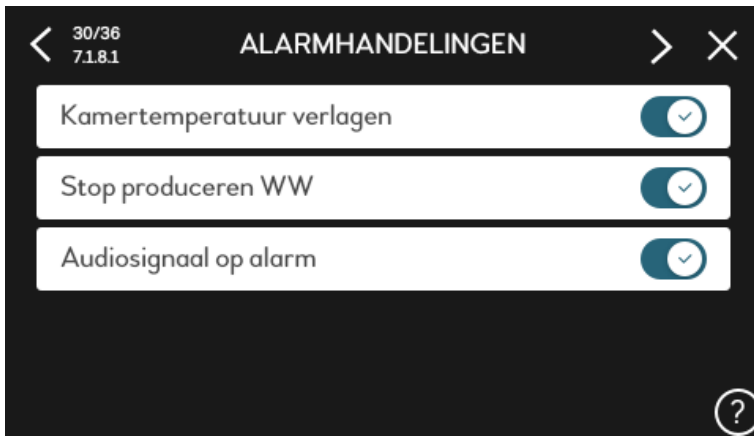 30/36
7.1.8.1
ALARMHANDELINGEN
Kamertemperatuur verlagen
Stop produceren WW
Audiosignaal op alarm
?